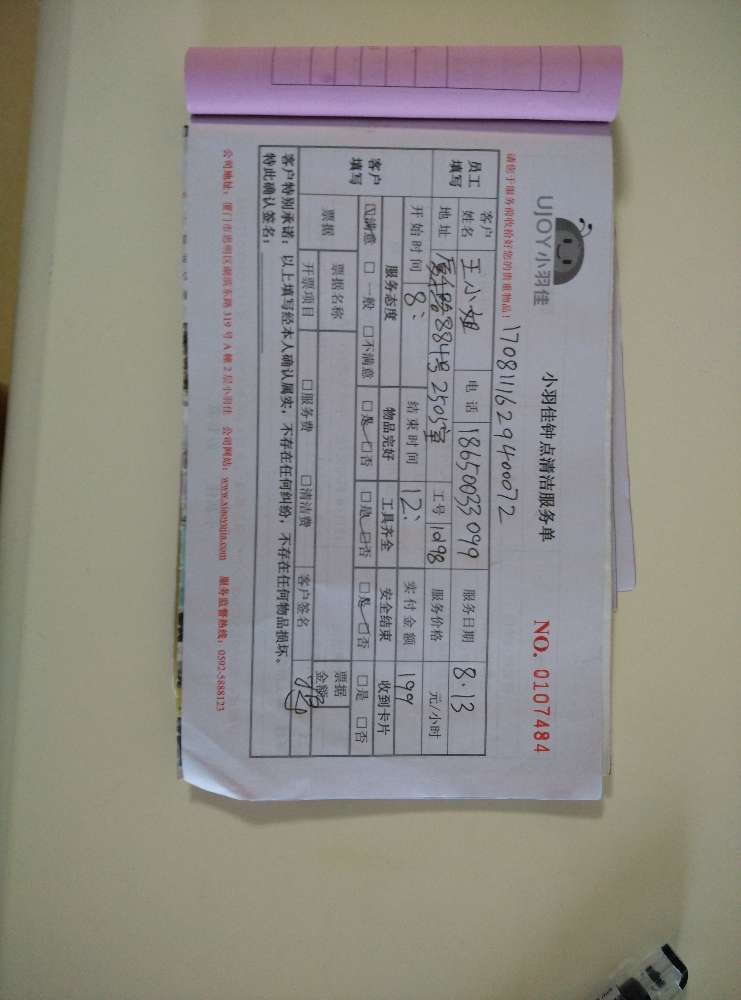 UJOY小羽佳
小羽佳钟点清洁服务单
NO. 0107484
请您于服务前收拾好您的贵重物品! 1708111629400072
员工填写 客户姓名 王小姐 电话 18650033099 服务日期 8.13
地址 884号2505室 工号 1098 服务价格 元/小时
客户填写 开始时间 8: 结束时间 12: 实付金额 199
服务态度 物品完好 工具齐全 安全结束 收到卡片
☑满意 □一般 □不满意 □是 □否 □是 □否 □是 □否 □是 □否
票据 票据名称 票据金额
开票项目 □服务费 □清洁费 客户签名
客户特别承诺:以上填写经本人确认属实,不存在任何纠纷,不存在任何物品损坏。
特此确认签名:
公司地址:厦门市思明区湖滨东路319号A幢2层小羽佳 公司网站:www.xiaoyujia.com 服务监督热线:0592-5888123